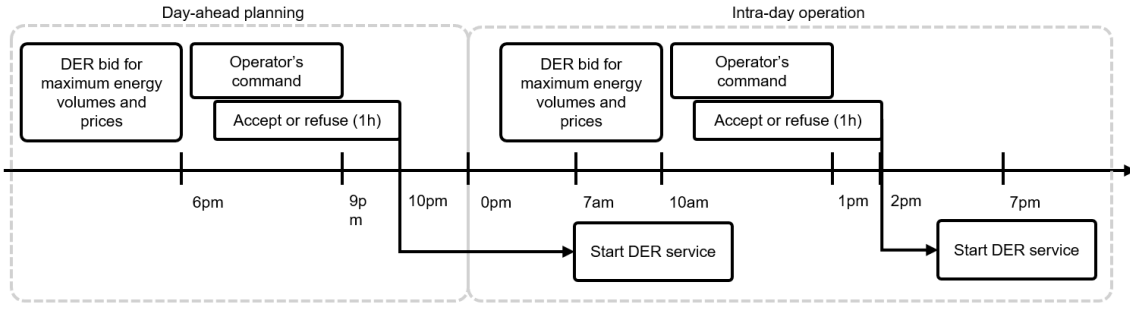 Day-ahead planning
Intra-day operation
DER bid for
maximum energy
volumes and
prices
Operator's
command
Accept or refuse (1h)
DER bid for
maximum energy
volumes and
prices
Operator's
command
Accept or refuse (1h)
6pm
9p
m
10pm
0pm
7am
10am
1pm
2pm
7pm
Start DER service
Start DER service